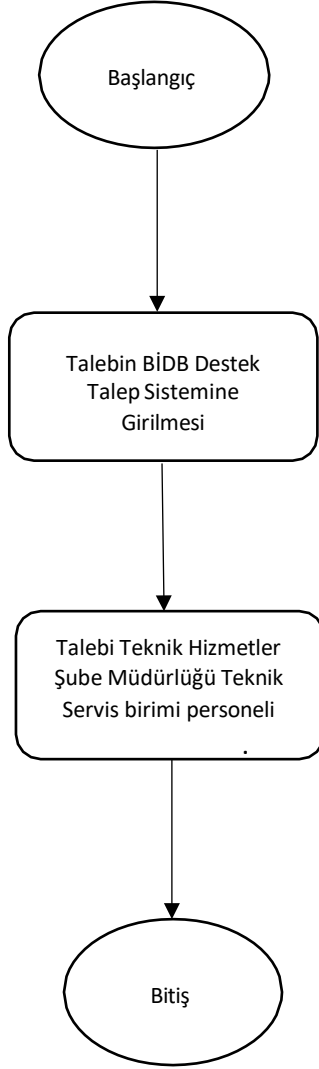 Başlangıç
Talebin BİDB Destek
Talep Sistemine
Girilmesi
Talebi Teknik Hizmetler
Şube Müdürlüğü Teknik
Servis birimi personeli
.
Bitiş